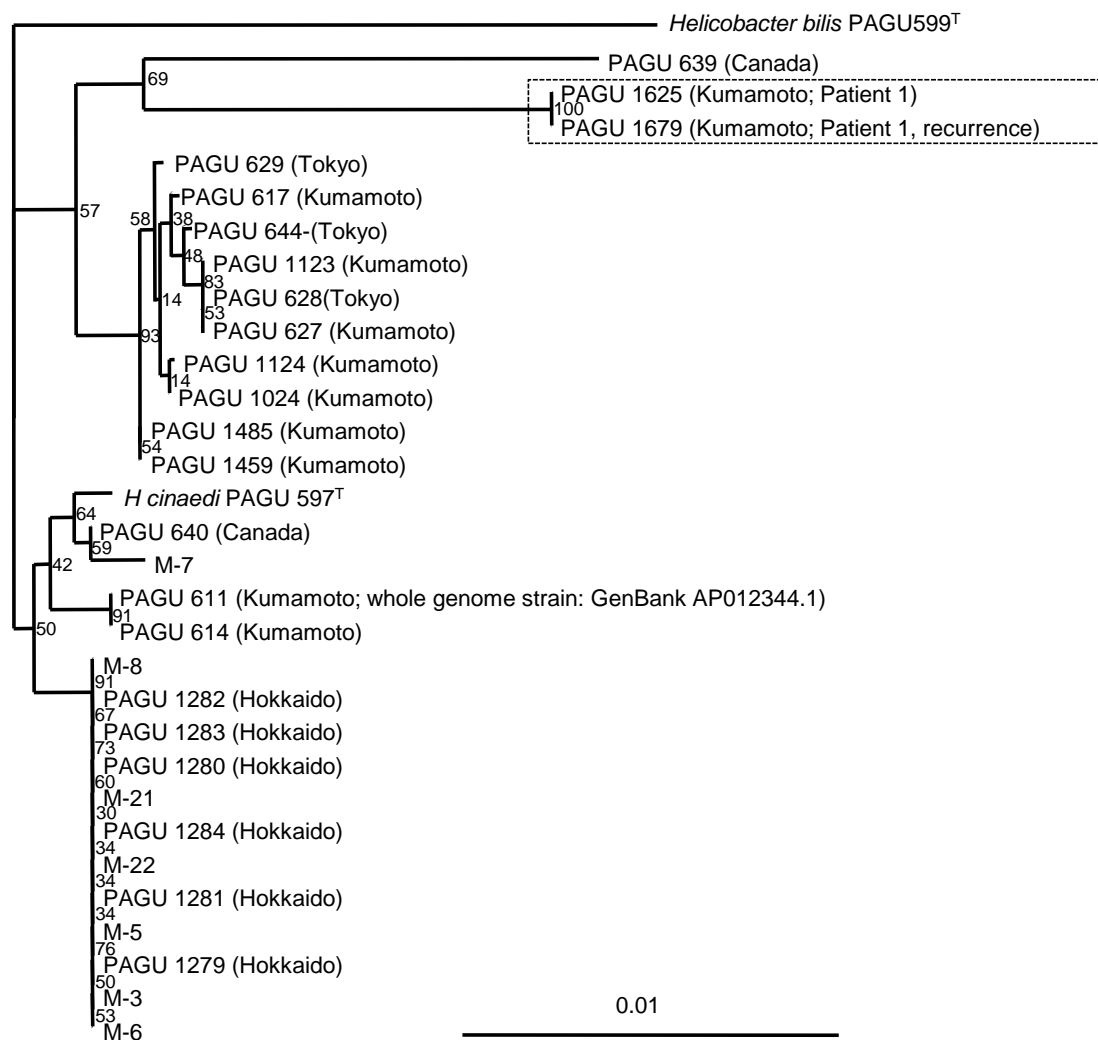 Helicobacter bilis PAGU599T
PAGU 639 (Canada)
69
PAGU 1625 (Kumamoto; Patient 1)
100
PAGU 1679 (Kumamoto; Patient 1, recurrence)
PAGU 629 (Tokyo)
PAGU 617 (Kumamoto)
57
58
38
PAGU 644-(Tokyo)
48
PAGU 1123 (Kumamoto)
83
PAGU 628(Tokyo)
14
53
PAGU 627 (Kumamoto)
93
PAGU 1124 (Kumamoto)
14
PAGU 1024 (Kumamoto)
PAGU 1485 (Kumamoto)
54
PAGU 1459 (Kumamoto)
H cinaedi PAGU 597T
64
PAGU 640 (Canada)
59
42
M-7
PAGU 611 (Kumamoto; whole genome strain: GenBank AP012344.1)
91
50
PAGU 614 (Kumamoto)
M-8
91
PAGU 1282 (Hokkaido)
67
PAGU 1283 (Hokkaido)
73
PAGU 1280 (Hokkaido)
60
M-21
30
PAGU 1284 (Hokkaido)
34
M-22
34
PAGU 1281 (Hokkaido)
34
M-5
76
PAGU 1279 (Hokkaido)
50
M-3
53
M-6
0.01